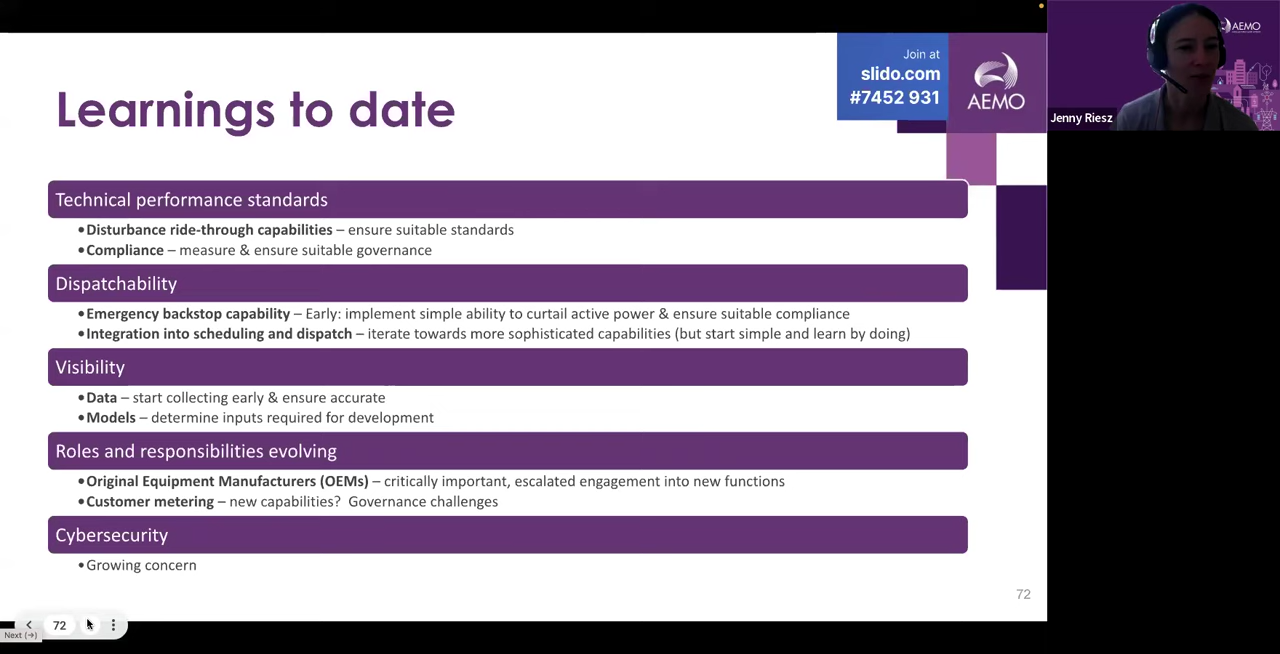 Join at
slido.com
#7452 931
AEMO
AEMO
Jenny Riesz
Learnings to date
Technical performance standards
•Disturbance ride-through capabilities – ensure suitable standards
•Compliance – measure & ensure suitable governance
Dispatchability
•Emergency backstop capability – Early: implement simple ability to curtail active power & ensure suitable compliance
•Integration into scheduling and dispatch – iterate towards more sophisticated capabilities (but start simple and learn by doing)
Visibility
•Data – start collecting early & ensure accurate
•Models – determine inputs required for development
Roles and responsibilities evolving
•Original Equipment Manufacturers (OEMs) – critically important, escalated engagement into new functions
•Customer metering – new capabilities?  Governance challenges
Cybersecurity
•Growing concern
72
72
Next (→)